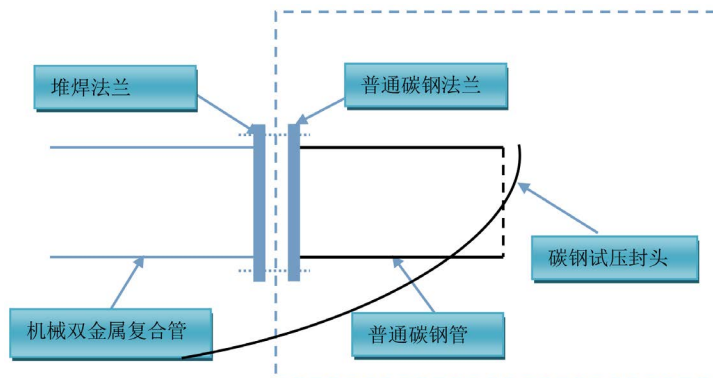 堆焊法兰
普通碳钢法兰
碳钢试压封头
机械双金属复合管
普通碳钢管